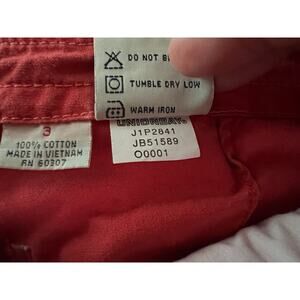 DO NOT B
TUMBLE DRY LOW
WARM IRON
UNIONBAY
J1P2841
JB51589
O0001
3
100% COTTON
MADE IN VIETNAM
RN 60307